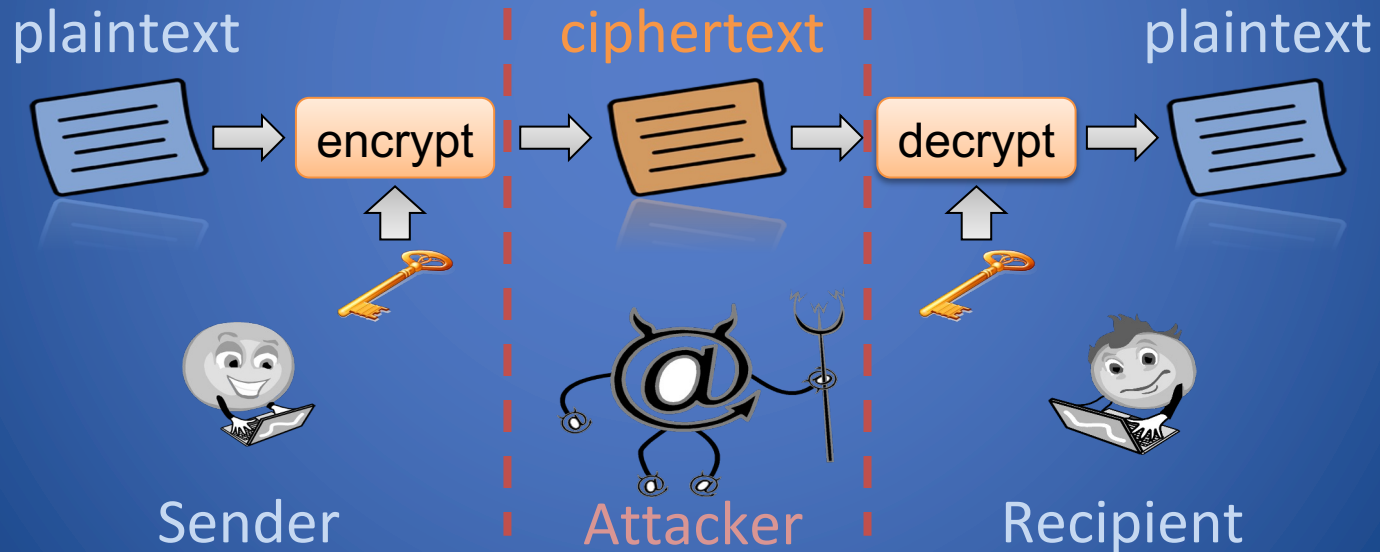 plaintext
ciphertext
plaintext
encrypt
decrypt
@
Sender
Attacker
Recipient